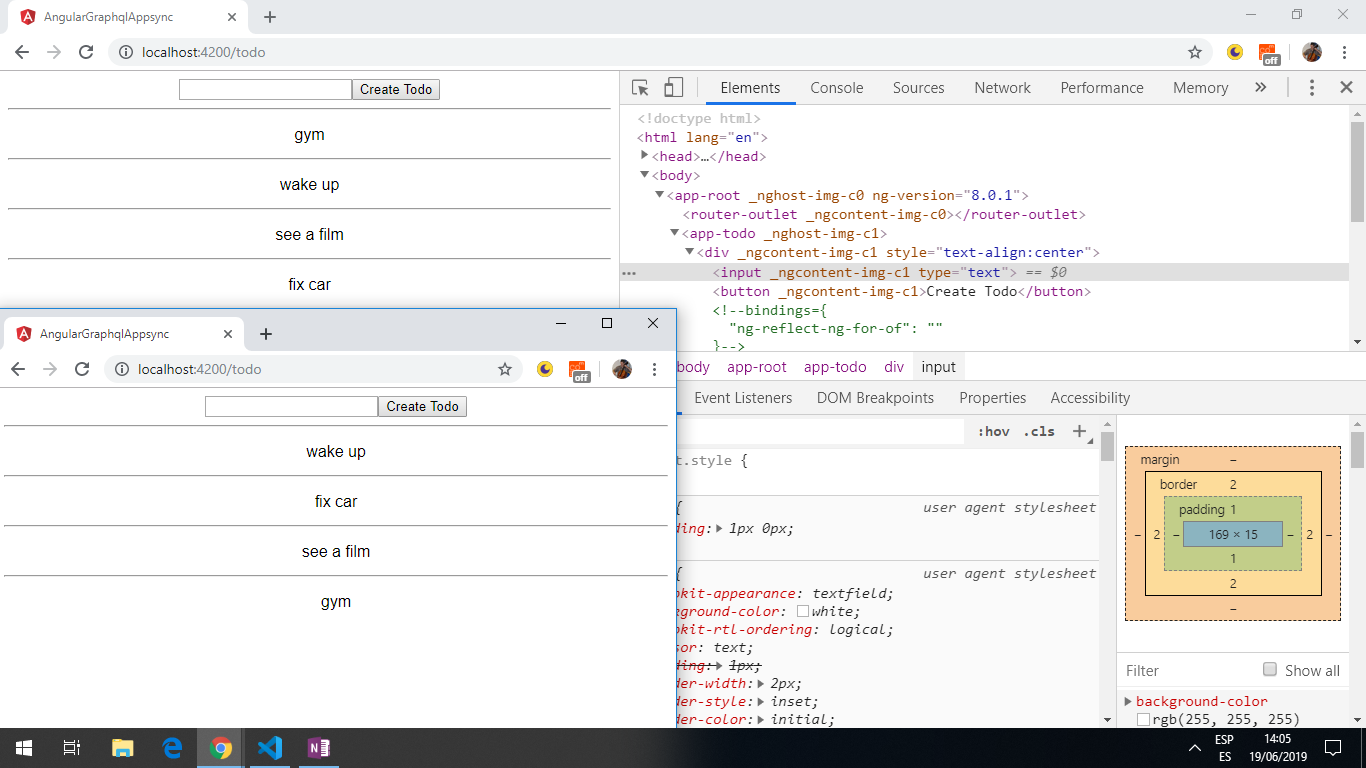 AngularGraphqlAppsync
localhost:4200/todo
off
Create Todo
gym
wake up
see a film
fix car
Elements Console Sources Network Performance Memory
<!doctype html>
<html lang="en">
<head>…</head>
<body>
<app-root _nghost-img-c0 ng-version="8.0.1">
<router-outlet _ngcontent-img-c0></router-outlet>
<app-todo _nghost-img-c1>
<div _ngcontent-img-c1 style="text-align:center">
<input _ngcontent-img-c1 type="text"> == $0
<button _ngcontent-img-c1>Create Todo</button>
<!--bindings={
"ng-reflect-ng-for-of": ""
}-->
body app-root app-todo div input
Event Listeners DOM Breakpoints Properties Accessibility
:hov .cls
t.style {
{ user agent stylesheet
ding: 1px 0px;
{ user agent stylesheet
kit-appearance: textfield;
ground-color: white;
kit-rtl-ordering: logical;
sor: text;
ding: 1px;
der-width: 2px;
der-style: inset;
der-color: initial;
margin –
border 2
padding 1
– 2 – 169 × 15 – 2 –
1
2
–
Filter Show all
background-color
rgb(255, 255, 255)
AngularGraphqlAppsync
localhost:4200/todo
off
Create Todo
wake up
fix car
see a film
gym
N
ESP
ES
14:05
19/06/2019